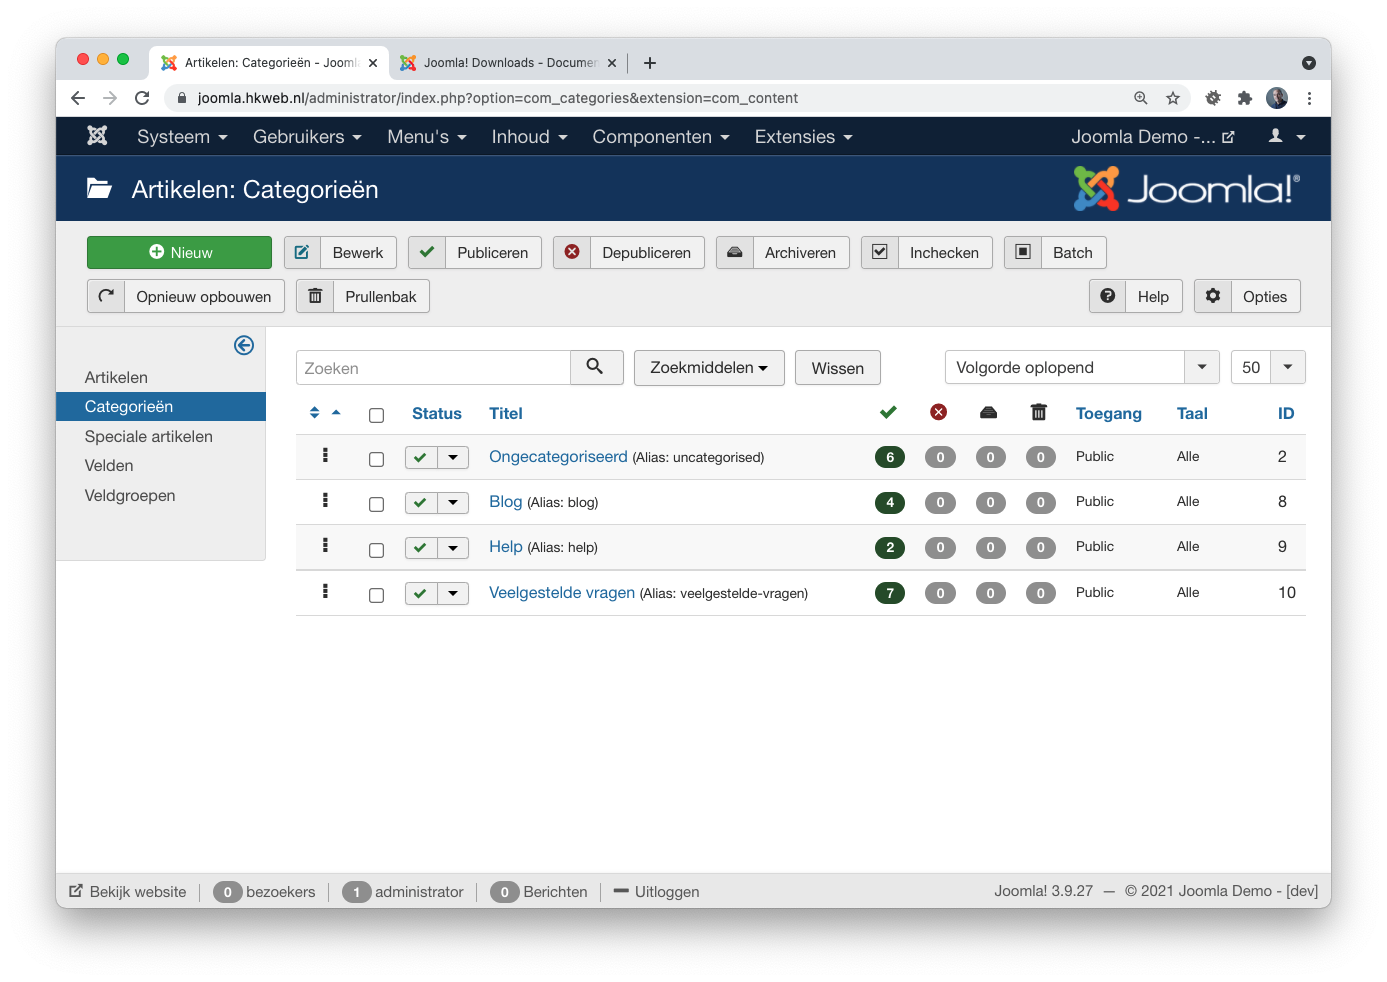 Artikelen: Categorieën - Joomla
Joomla! Downloads - Documen
joomla.hkweb.nl/administrator/index.php?option=com_categories&extension=com_content
Systeem Gebruikers Menu's Inhoud Componenten Extensies Joomla Demo -...
Artikelen: Categorieën
Joomla!®
Nieuw Bewerk Publiceren Depubliceren Archiveren Inchecken Batch
Opnieuw opbouwen Prullenbak Help Opties
Artikelen
Categorieën
Speciale artikelen
Velden
Veldgroepen
Zoeken Zoekmiddelen Wissen Volgorde oplopend 50
Status Titel Toegang Taal ID
Ongecategoriseerd (Alias: uncategorised) 6 0 0 0 Public Alle 2
Blog (Alias: blog) 4 0 0 0 Public Alle 8
Help (Alias: help) 2 0 0 0 Public Alle 9
Veelgestelde vragen (Alias: veelgestelde-vragen) 7 0 0 0 Public Alle 10
Bekijk website 0 bezoekers 1 administrator 0 Berichten Uitloggen Joomla! 3.9.27 — © 2021 Joomla Demo - [dev]